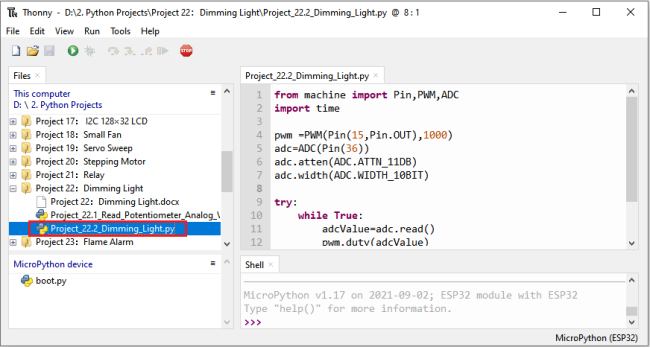 Thonny - D:\2. Python Projects\Project 22: Dimming Light\Project_22.2_Dimming_Light.py @ 8 : 1
File Edit View Run Tools Help
STOP
Files ×
This computer
D: \ 2. Python Projects
Project 17: I2C 128×32 LCD
Project 18: Small Fan
Project 19: Servo Sweep
Project 20: Stepping Motor
Project 21: Relay
Project 22: Dimming Light
Project 22: Dimming Light.docx
Project_22.1_Read_Potentiometer_Analog_V
Project_22.2_Dimming_Light.py
Project 23: Flame Alarm
MicroPython device
boot.py
Project_22.2_Dimming_Light.py ×
1 from machine import Pin,PWM,ADC
2 import time
3
4 pwm =PWM(Pin(15,Pin.OUT),1000)
5 adc=ADC(Pin(36))
6 adc.atten(ADC.ATTN_11DB)
7 adc.width(ADC.WIDTH_10BIT)
8
9 try:
10 while True:
11 adcValue=adc.read()
12 pwm.duty(adcValue)
Shell ×
MicroPython v1.17 on 2021-09-02; ESP32 module with ESP32
Type "help()" for more information.
>>>
MicroPython (ESP32)